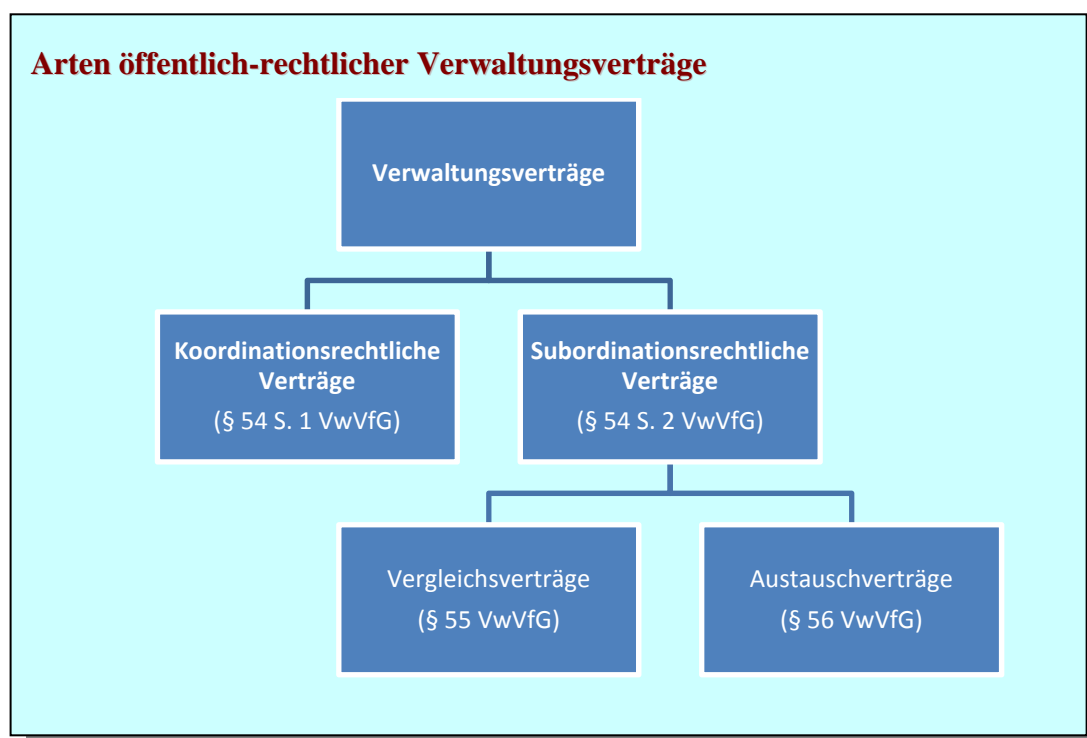 Arten öffentlich-rechtlicher Verwaltungsverträge
Verwaltungsverträge
Koordinationsrechtliche
Verträge
(§ 54 S. 1 VwVfG)
Subordinationsrechtliche
Verträge
(§ 54 S. 2 VwVfG)
Vergleichsverträge
(§ 55 VwVfG)
Austauschverträge
(§ 56 VwVfG)